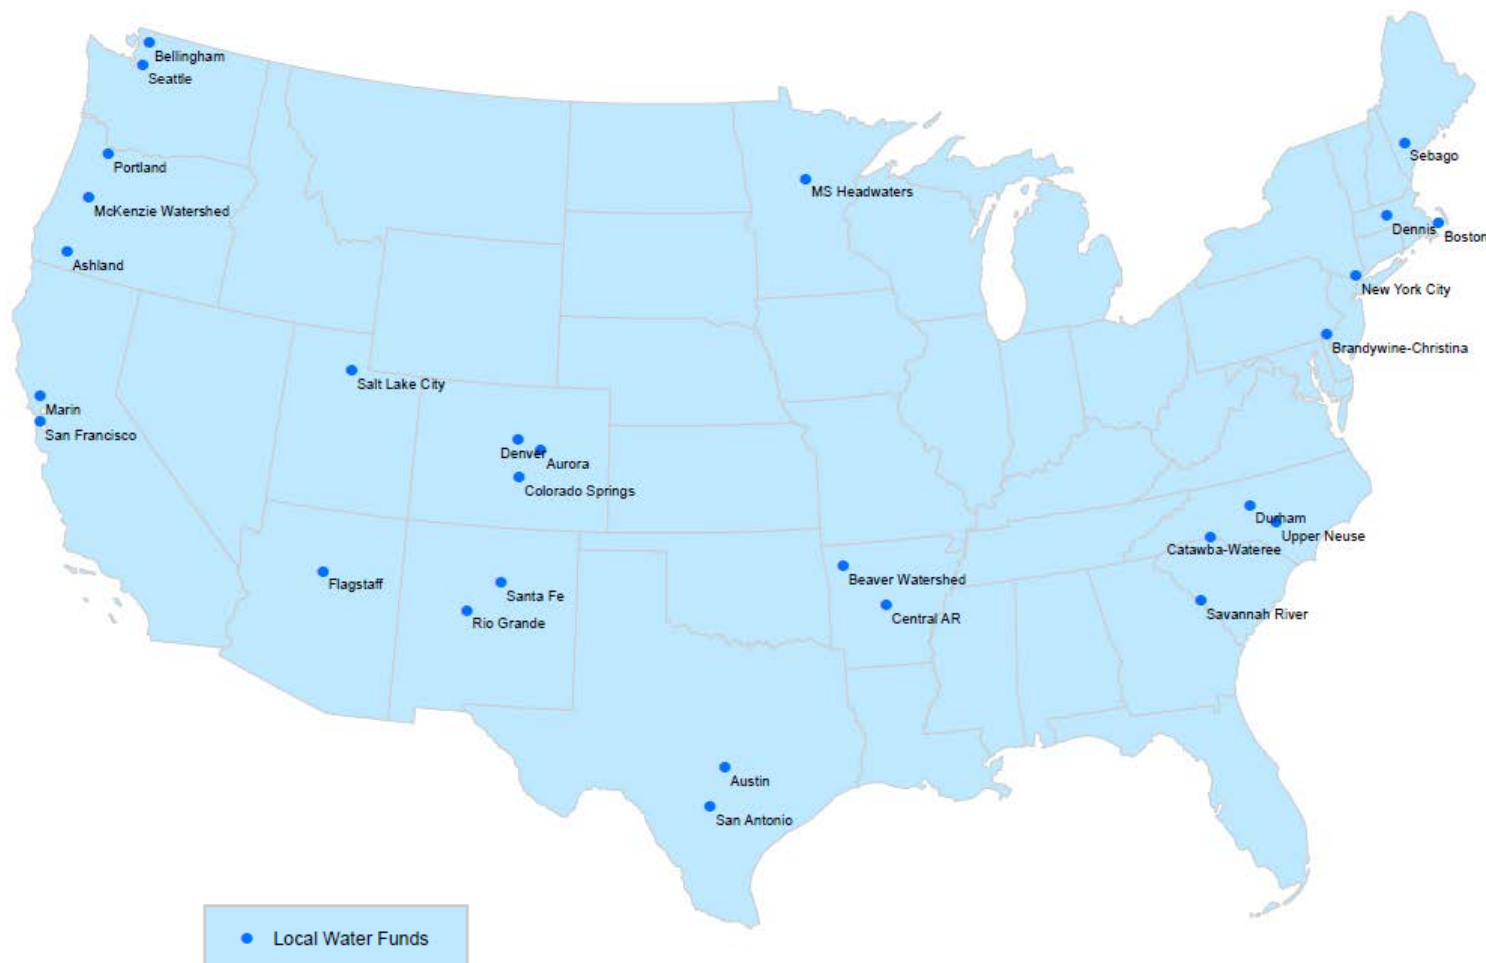 Bellingham
Seattle
Portland
McKenzie Watershed
Ashland
MS Headwaters
Sebago
Dennis
Boston
New York City
Brandywine-Christina
Salt Lake City
Marin
San Francisco
Denver
Aurora
Colorado Springs
Durham
Upper Neuse
Catawba-Wateree
Flagstaff
Santa Fe
Rio Grande
Beaver Watershed
Central AR
Savannah River
Austin
San Antonio
Local Water Funds